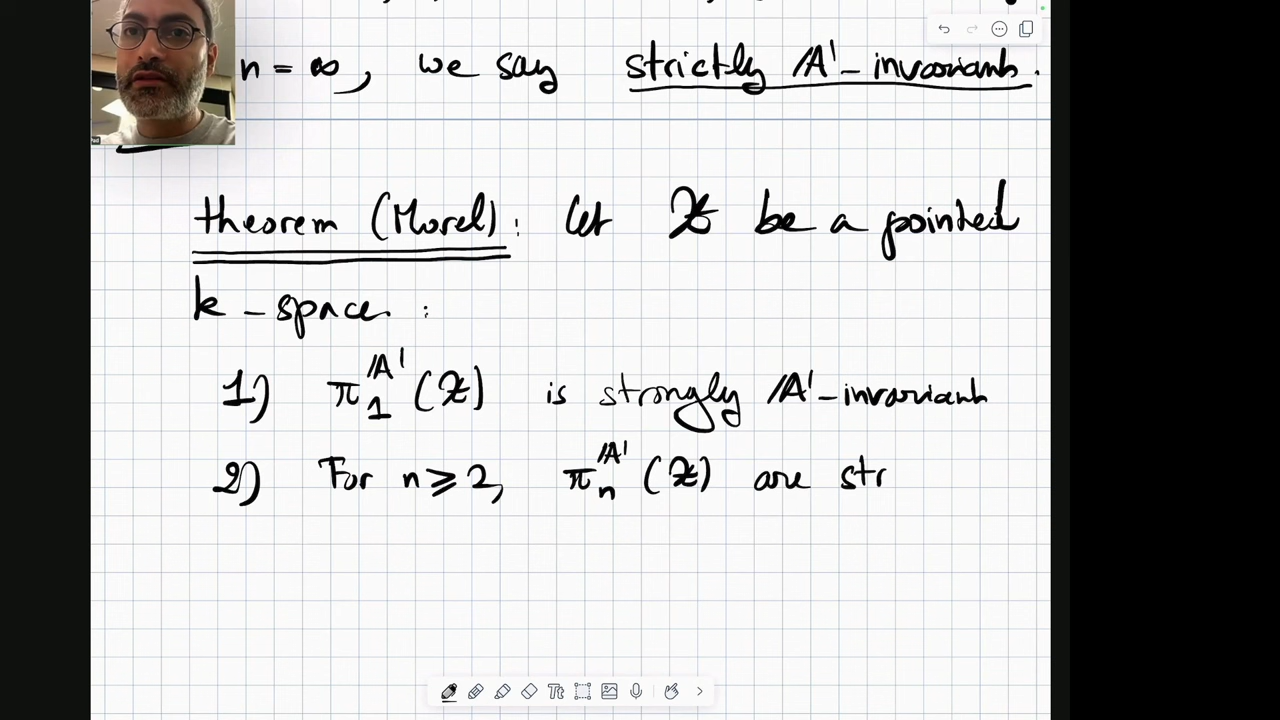 n = ∞, we say strictly A¹-invariant.
theorem (Morel): let 𝒳 be a pointed
k-space:
1) π₁^A¹(𝒳) is strongly A¹-invariant
2) For n ≥ 2, πₙ^A¹(𝒳) are str
Tt